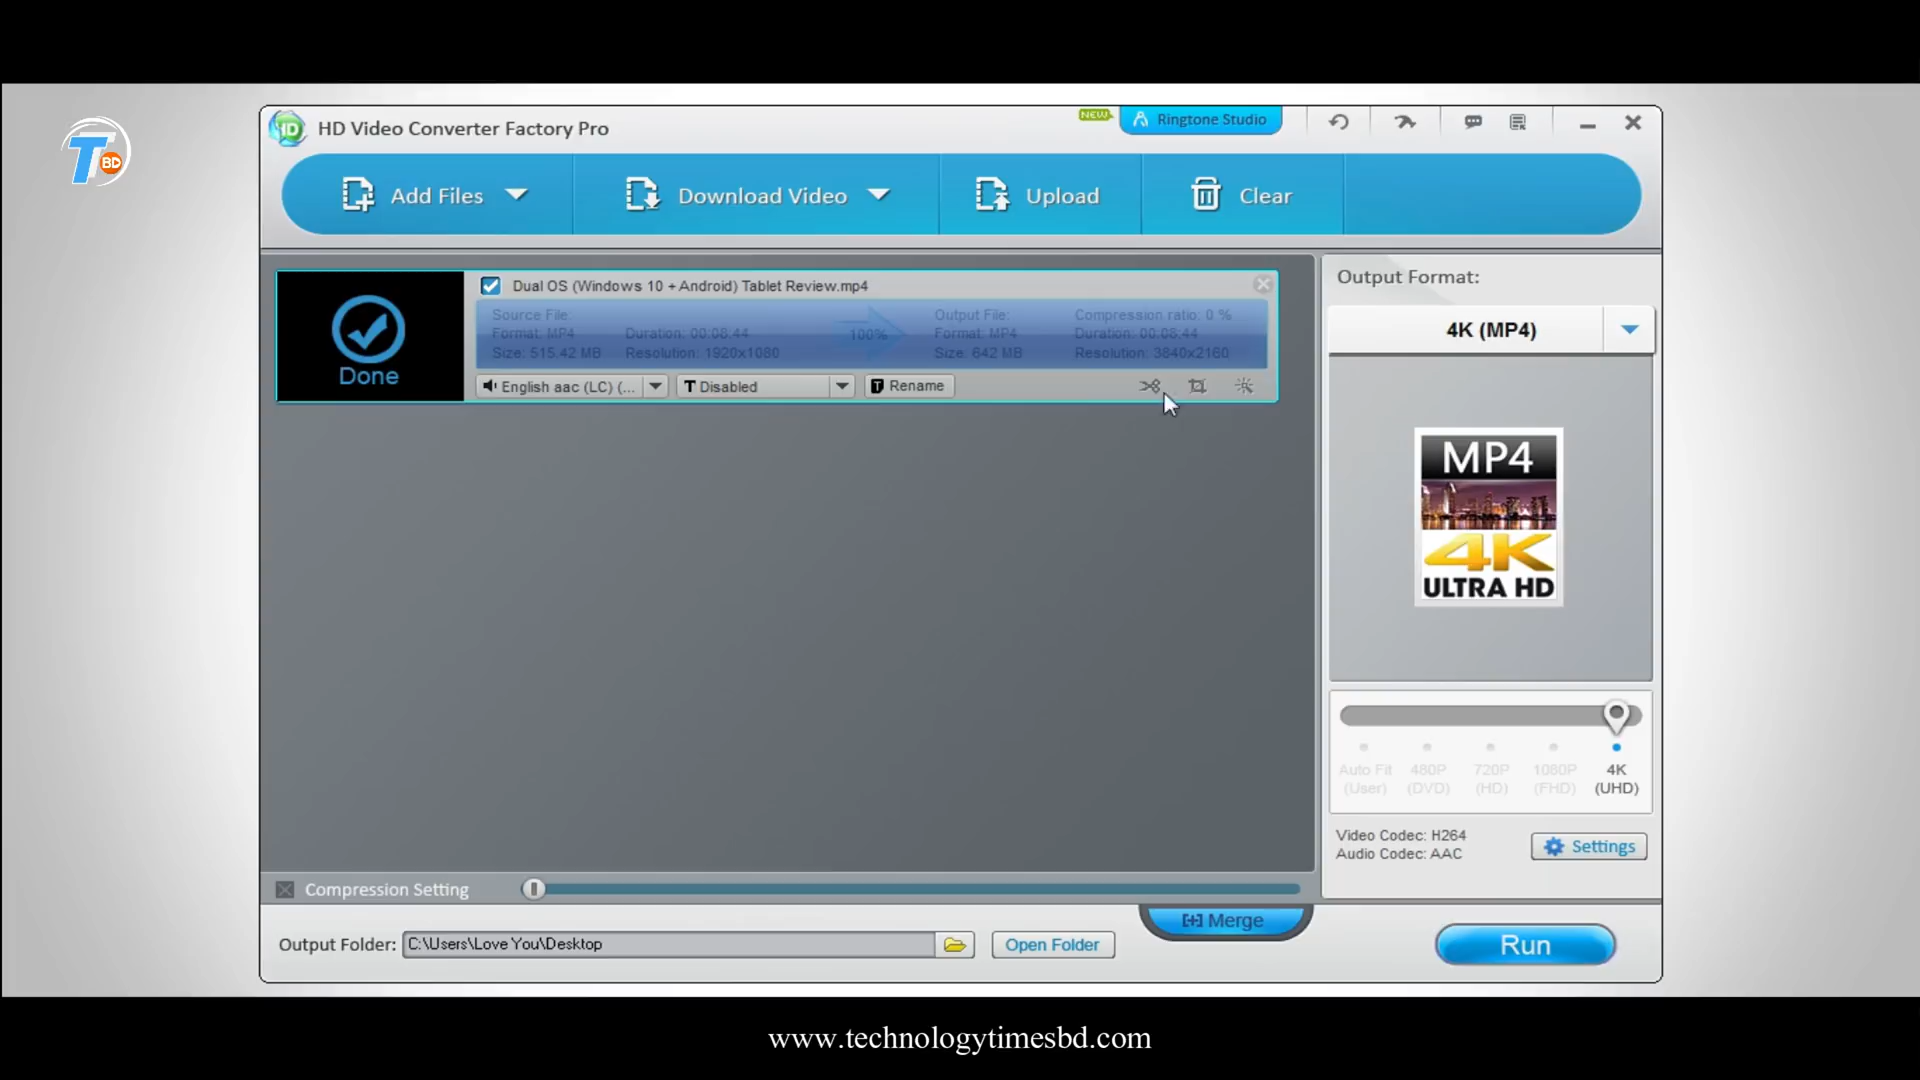 T BD
HD
HD Video Converter Factory Pro
NEW
Ringtone Studio
Add Files
Download Video
Upload
Clear
Done
Dual OS (Windows 10 + Android) Tablet Review.mp4
Source File:
Format: MP4 Duration: 00:08:44
Size: 515.42 MB Resolution: 1920x1080
100%
Output File: Compression ratio: 0 %
Format: MP4 Duration: 00:08:44
Size: 642 MB Resolution: 3840x2160
English aac (LC) (...
T Disabled
T Rename
Output Format:
4K (MP4)
MP4
4K
ULTRA HD
Auto Fit 480P 720P 1080P 4K
(User) (DVD) (HD) (FHD) (UHD)
Video Codec: H264
Audio Codec: AAC
Settings
Compression Setting
Merge
Output Folder: C:\Users\Love You\Desktop
Open Folder
Run
www.technologytimesbd.com